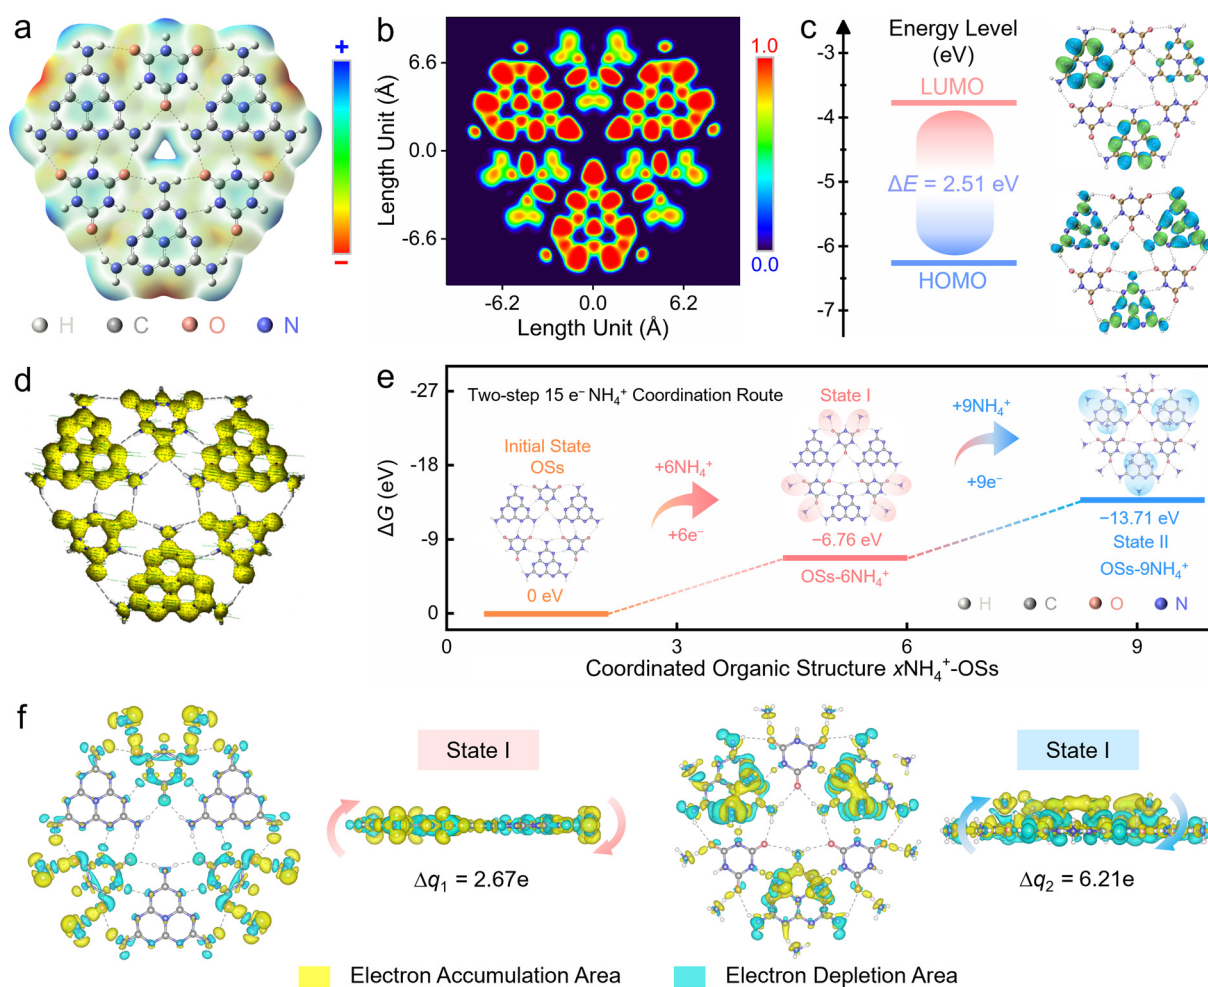 a
+
−
H C O N
b
Length Unit (Å)
6.6
0.0
-6.6
-6.2 0.0 6.2
Length Unit (Å)
1.0
0.0
c
Energy Level
(eV)
-3
-4
-5
-6
-7
LUMO
ΔE = 2.51 eV
HOMO
d
e
ΔG (eV)
-27
-18
-9
0
Two-step 15 e⁻ NH₄⁺ Coordination Route
Initial State
OSs
0 eV
+6NH₄⁺
+6e⁻
State I
−6.76 eV
OSs-6NH₄⁺
+9NH₄⁺
+9e⁻
−13.71 eV
State II
OSs-9NH₄⁺
H C O N
0 3 6 9
Coordinated Organic Structure xNH₄⁺-OSs
f
State I
Δq₁ = 2.67e
State I
Δq₂ = 6.21e
Electron Accumulation Area
Electron Depletion Area